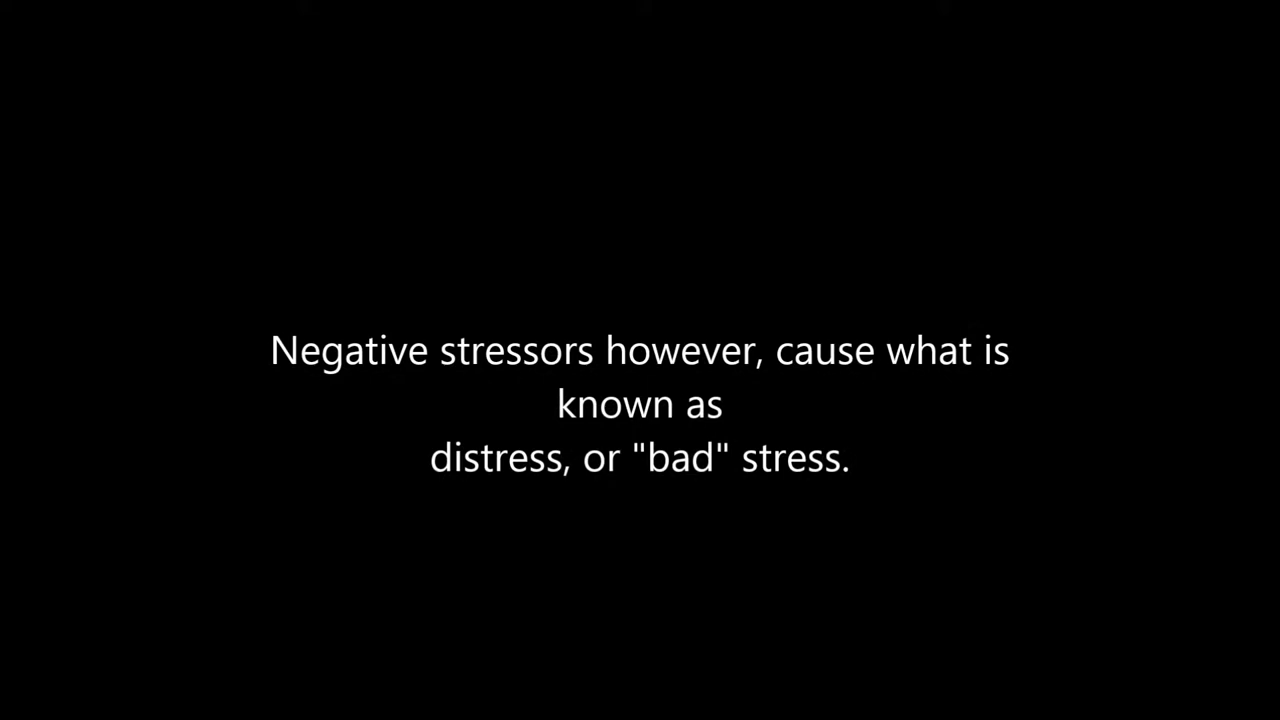 Negative stressors however, cause what is
known as
distress, or "bad" stress.